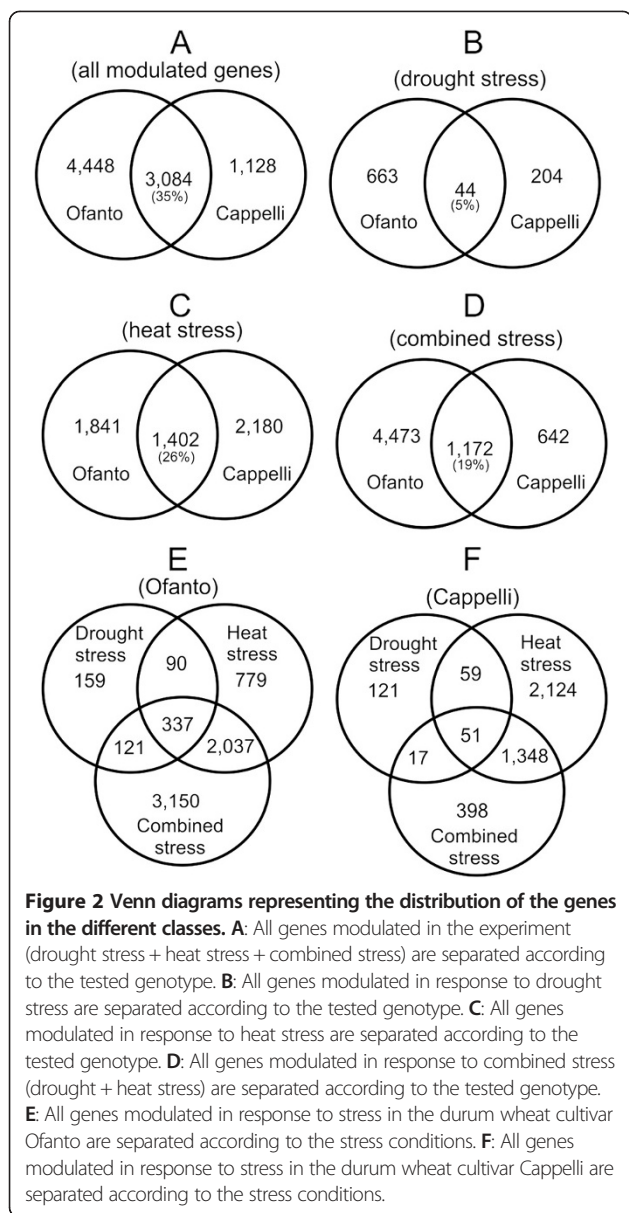 A
(all modulated genes)
4,448
3,084
(35%)
1,128
Ofanto
Cappelli
B
(drought stress)
663
44
(5%)
204
Ofanto
Cappelli
C
(heat stress)
1,841
1,402
(26%)
2,180
Ofanto
Cappelli
D
(combined stress)
4,473
1,172
(19%)
642
Ofanto
Cappelli
E
(Ofanto)
Drought
stress
159
90
Heat
stress
779
337
121
2,037
3,150
Combined
stress
F
(Cappelli)
Drought
stress
121
59
Heat
stress
2,124
51
17
1,348
398
Combined
stress
Figure 2 Venn diagrams representing the distribution of the genes
in the different classes. A: All genes modulated in the experiment
(drought stress + heat stress + combined stress) are separated according
to the tested genotype. B: All genes modulated in response to drought
stress are separated according to the tested genotype. C: All genes
modulated in response to heat stress are separated according to the
tested genotype. D: All genes modulated in response to combined stress
(drought + heat stress) are separated according to the tested genotype.
E: All genes modulated in response to stress in the durum wheat cultivar
Ofanto are separated according to the stress conditions. F: All genes
modulated in response to stress in the durum wheat cultivar Cappelli are
separated according to the stress conditions.